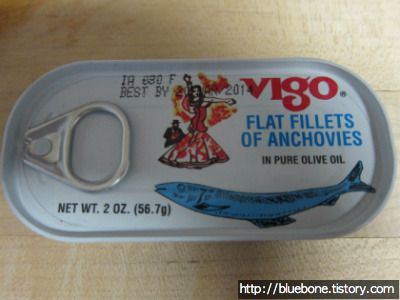 IA 630 F
BEST BY 2014
VIGO®
FLAT FILLETS
OF ANCHOVIES
IN PURE OLIVE OIL
NET WT. 2 OZ. (56.7g)
http://bluebone.tistory.com